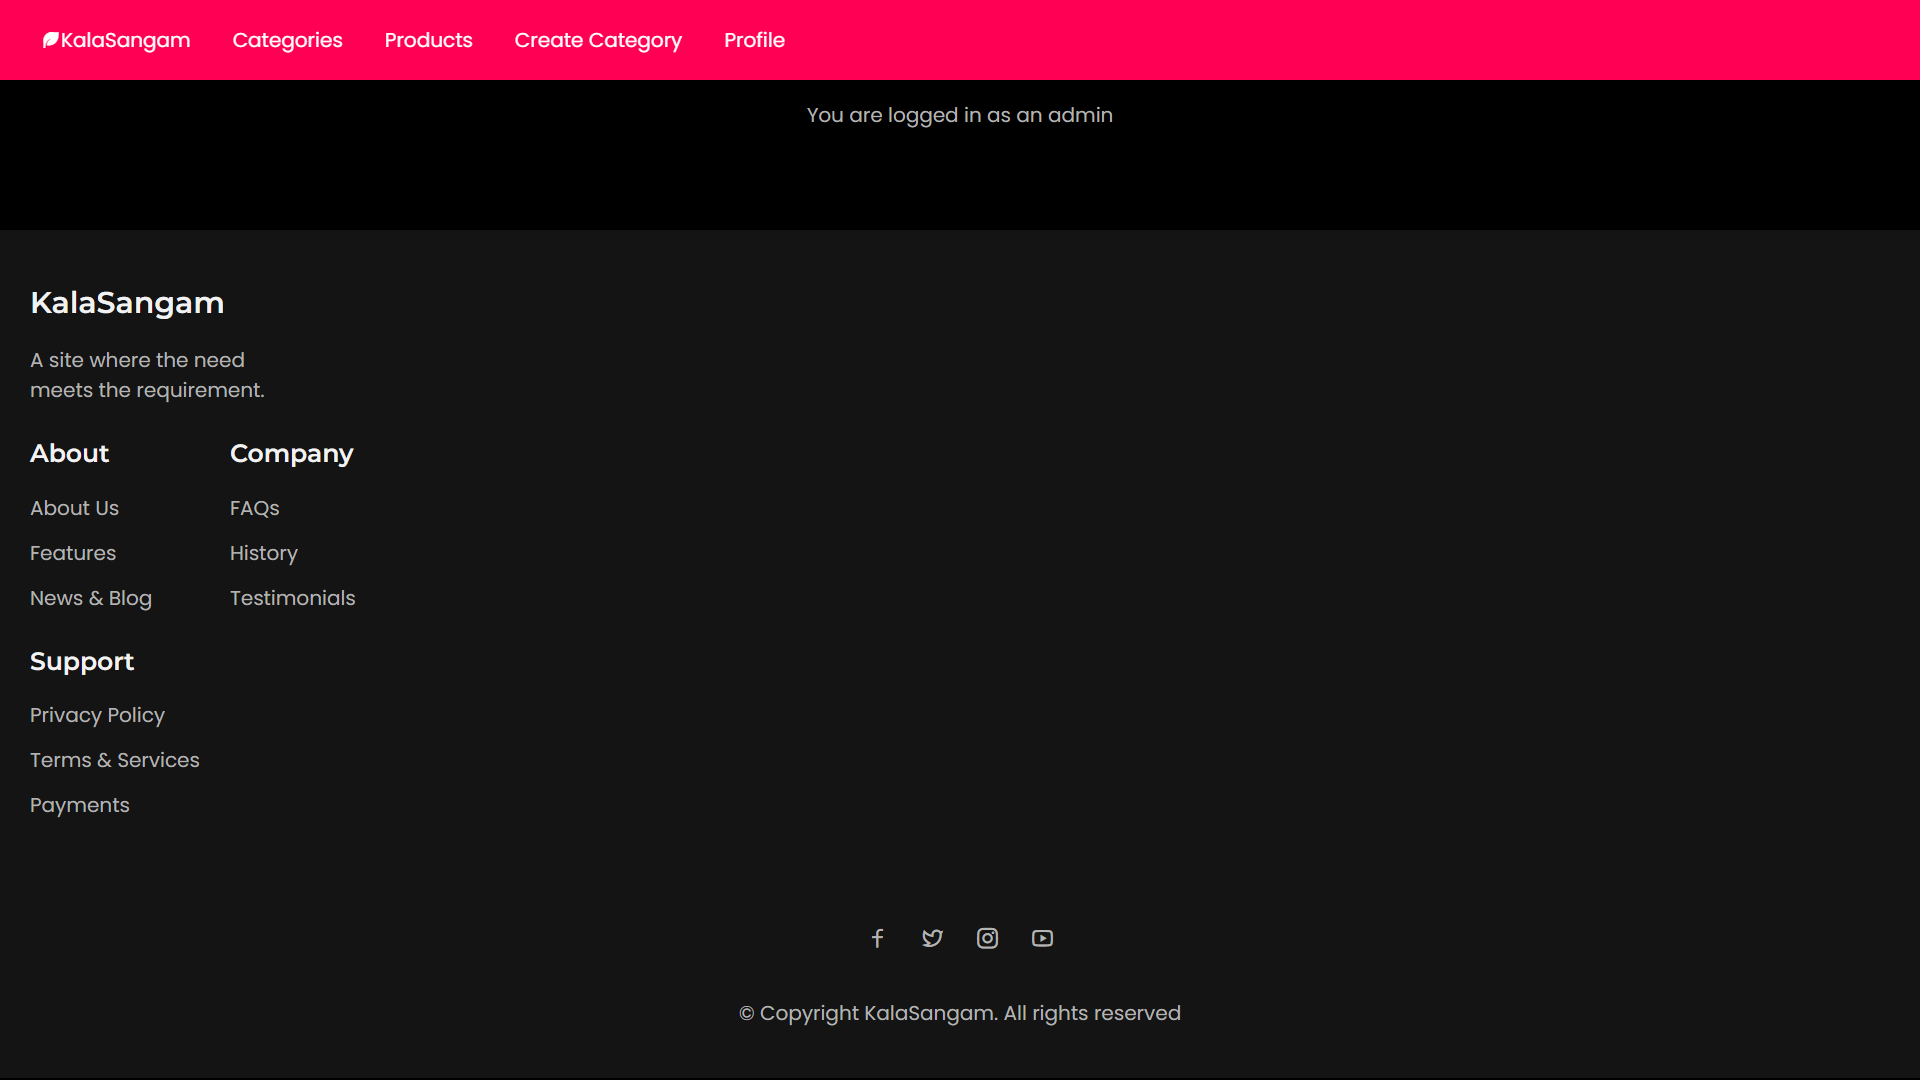 KalaSangam Categories Products Create Category Profile
You are logged in as an admin
KalaSangam
A site where the need
meets the requirement.
About
About Us
Features
News & Blog
Company
FAQs
History
Testimonials
Support
Privacy Policy
Terms & Services
Payments
© Copyright KalaSangam. All rights reserved